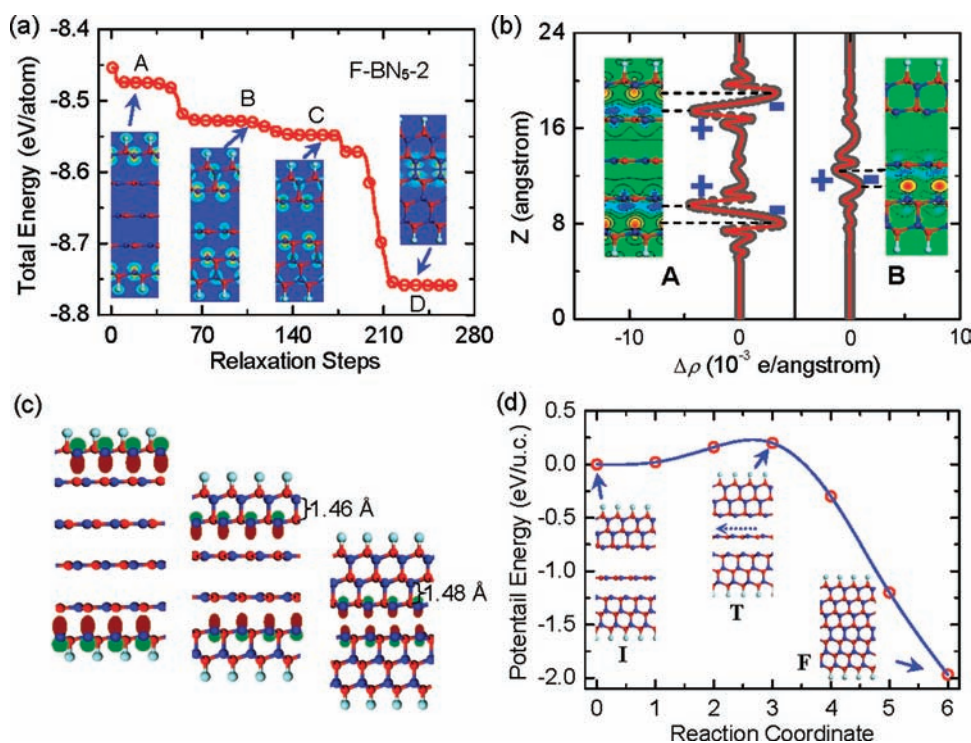 (a)
Total Energy (eV/atom)
-8.4
-8.5
-8.6
-8.7
-8.8
0 70 140 210 280
Relaxation Steps
F-BN5-2
A
B
C
D
(b)
Z (angstrom)
24
16
8
0
-10 0 0 10
Δρ (10-3 e/angstrom)
A
B
+
-
+
-
+
-
(c)
1.46 Å
1.48 Å
(d)
Potentail Energy (eV/u.c.)
0.5
0.0
-0.5
-1.0
-1.5
-2.0
0 1 2 3 4 5 6
Reaction Coordinate
I
T
F